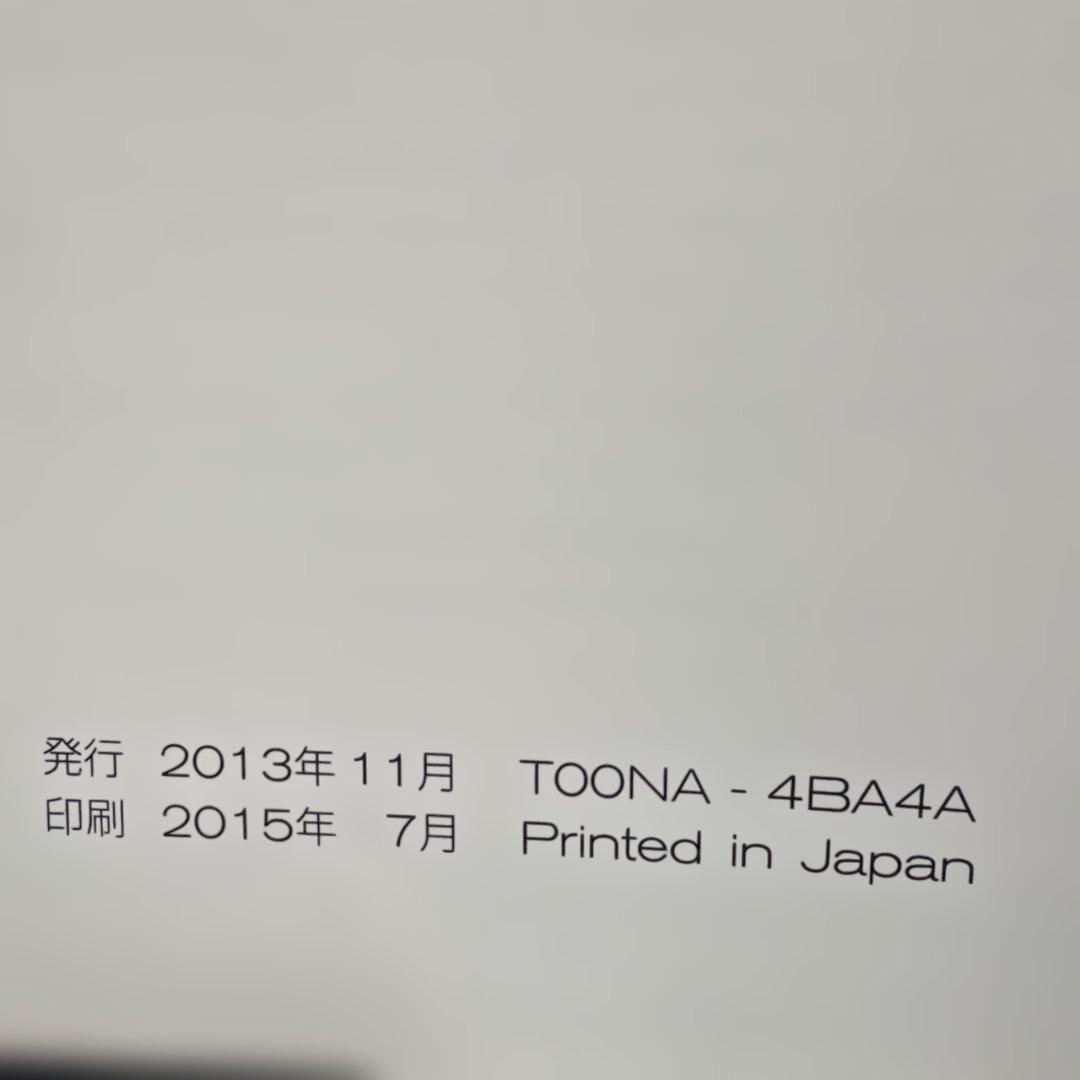 発行 2013年 11月 TOONA - 4BA4A
印刷 2015年 7月 Printed in Japan